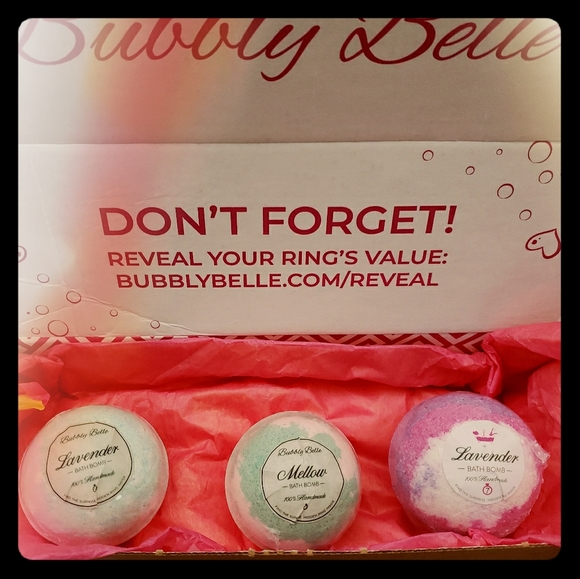 Bubbly Belle
DON'T FORGET!
REVEAL YOUR RING'S VALUE:
BUBBLYBELLE.COM/REVEAL
Bubbly Belle
Lavender
BATH BOMB
100% Handmade
Bubbly Belle
Mellow
BATH BOMB
100% Handmade
Lavender
BATH BOMB
100% Handmade